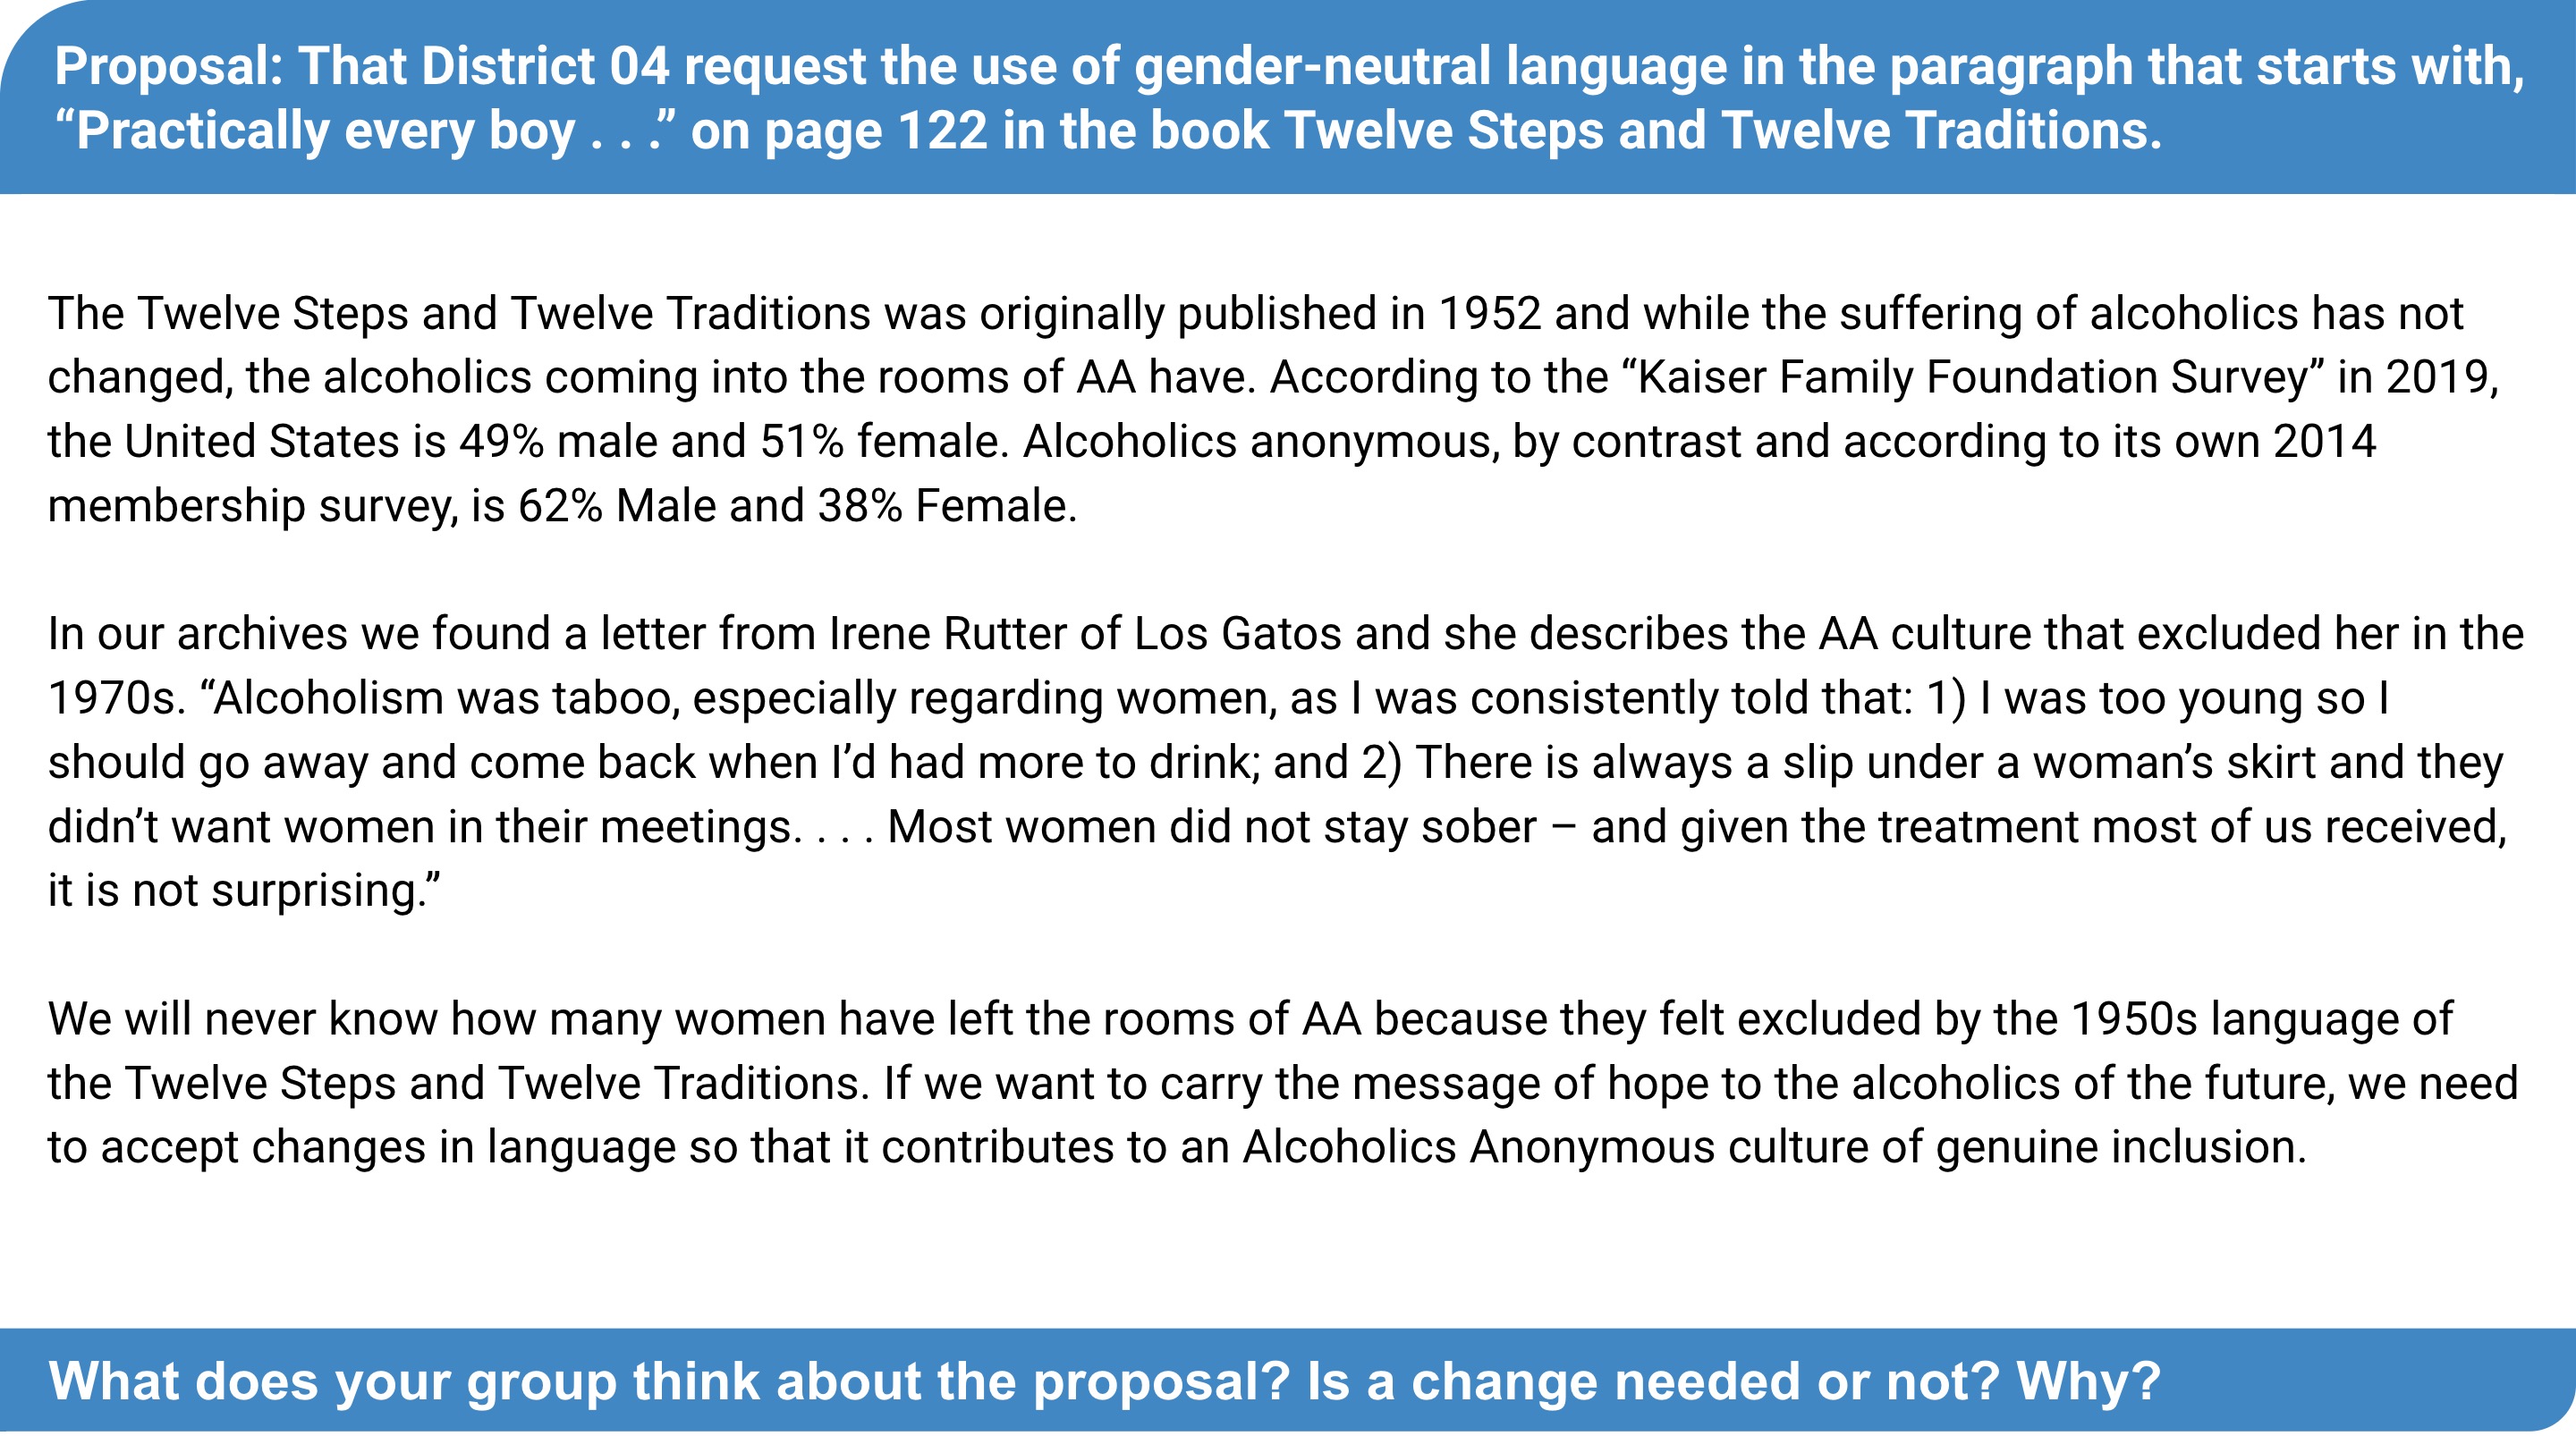 Proposal: That District 04 request the use of gender-neutral language in the paragraph that starts with,
“Practically every boy . . .” on page 122 in the book Twelve Steps and Twelve Traditions.
The Twelve Steps and Twelve Traditions was originally published in 1952 and while the suffering of alcoholics has not
changed, the alcoholics coming into the rooms of AA have. According to the “Kaiser Family Foundation Survey” in 2019,
the United States is 49% male and 51% female. Alcoholics anonymous, by contrast and according to its own 2014
membership survey, is 62% Male and 38% Female.
In our archives we found a letter from Irene Rutter of Los Gatos and she describes the AA culture that excluded her in the
1970s. “Alcoholism was taboo, especially regarding women, as I was consistently told that: 1) I was too young so I
should go away and come back when I’d had more to drink; and 2) There is always a slip under a woman’s skirt and they
didn’t want women in their meetings. . . . Most women did not stay sober – and given the treatment most of us received,
it is not surprising.”
We will never know how many women have left the rooms of AA because they felt excluded by the 1950s language of
the Twelve Steps and Twelve Traditions. If we want to carry the message of hope to the alcoholics of the future, we need
to accept changes in language so that it contributes to an Alcoholics Anonymous culture of genuine inclusion.
What does your group think about the proposal? Is a change needed or not? Why?